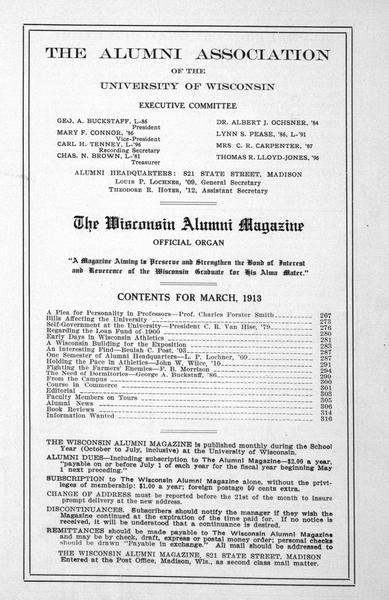 THE ALUMNI ASSOCIATION
OF THE
UNIVERSITY OF WISCONSIN
EXECUTIVE COMMITTEE
GEO. A. BUCKSTAFF, L-86
President
MARY F. CONNOR, '86
Vice-President
CARL H. TENNEY, L-'96
Recording Secretary
CHAS. N. BROWN, L-'81
Treasurer
DR. ALBERT J. OCHSNER, '84
LYNN S. PEASE, '86, L-'91
MRS. C. R. CARPENTER, '87
THOMAS R. LLOYD-JONES, '96
ALUMNI HEADQUARTERS: 821 STATE STREET, MADISON
LOUIS P. LOCHNER, '09, General Secretary
THEODORE R. HOYER, '12, Assistant Secretary
The Wisconsin Alumni Magazine
OFFICIAL ORGAN
"A Magazine Aiming to Preserve and Strengthen the Bond of Interest
and Reverence of the Wisconsin Graduate for His Alma Mater."
CONTENTS FOR MARCH, 1913
A Plea for Personality in Professors—Prof. Charles Forster Smith 267
Bills Affecting the University 273
Self-Government at the University—President C. R. Van Hise, '79 276
Regarding the Loan Fund of 1900 280
Early Days in Wisconsin Athletics 281
A Wisconsin Building for the Exposition 283
An Interesting Find—Beulah C. Post, '03 287
One Semester of Alumni Headquarters—L. P. Lochner, '09 287
Holding the Pace in Athletics—John W. Wilce, '10 291
Fighting the Farmers' Enemies—F. B. Morrison 294
The Need of Dormitories—George A. Buckstaff, '86 299
From the Campus 300
Course in Commerce 301
Editorial 303
Faculty Members on Tours 305
Alumni News 306
Book Reviews 314
Information Wanted 316
THE WISCONSIN ALUMNI MAGAZINE is published monthly during the School
Year (October to July, inclusive) at the University of Wisconsin.
ALUMNI DUES—Including subscription to The Alumni Magazine—$2.00 a year,
"payable on or before July 1 of each year for the fiscal year beginning May
1 next preceding."
SUBSCRIPTION to The Wisconsin Alumni Magazine alone, without the privi-
leges of membership: $1.00 a year; foreign postage 50 cents extra.
CHANGE OF ADDRESS must be reported before the 21st of the month to insure
prompt delivery at the new address.
DISCONTINUANCES. Subscribers should notify the manager if they wish the
Magazine continued at the expiration of the time paid for. If no notice is
received, it will be understood that a continuance is desired.
REMITTANCES should be made payable to The Wisconsin Alumni Magazine
and may be by check, draft, express or postal money order; personal checks
should be drawn "Payable in exchange." All mail should be addressed to
THE WISCONSIN ALUMNI MAGAZINE, 821 STATE STREET, MADISON
Entered at the Post Office, Madison, Wis., as second class mail matter.